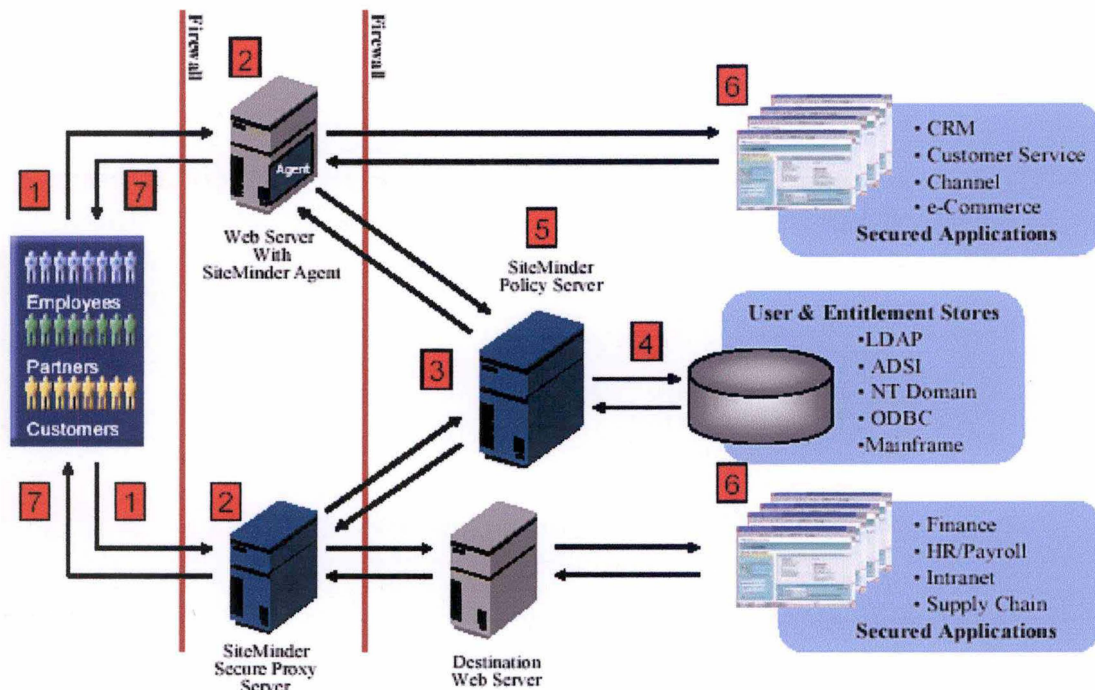 Firewall
Firewall
2
6
• CRM
• Customer Service
• Channel
• e-Commerce
Secured Applications
Agent
1
7
Web Server
With
SiteMinder Agent
5
SiteMinder
Policy Server
Employees
Partners
Customers
User & Entitlement Stores
•LDAP
• ADSI
• NT Domain
• ODBC
•Mainframe
4
3
7
1
2
6
• Finance
• HR/Payroll
• Intranet
• Supply Chain
Secured Applications
SiteMinder
Secure Proxy
Server
Destination
Web Server